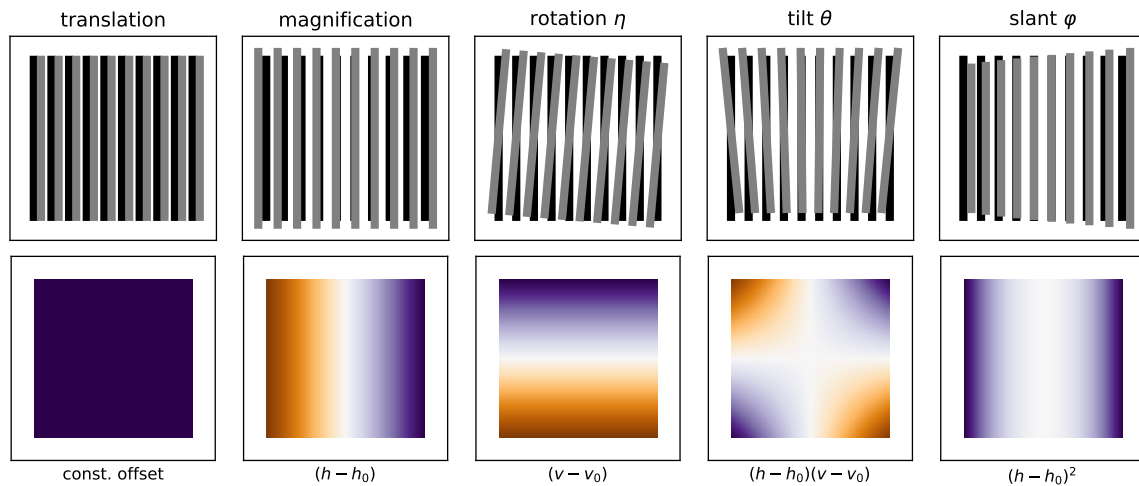 translation magnification rotation η tilt θ slant φ
const. offset (h − h₀) (v − v₀) (h − h₀)(v − v₀) (h − h₀)²